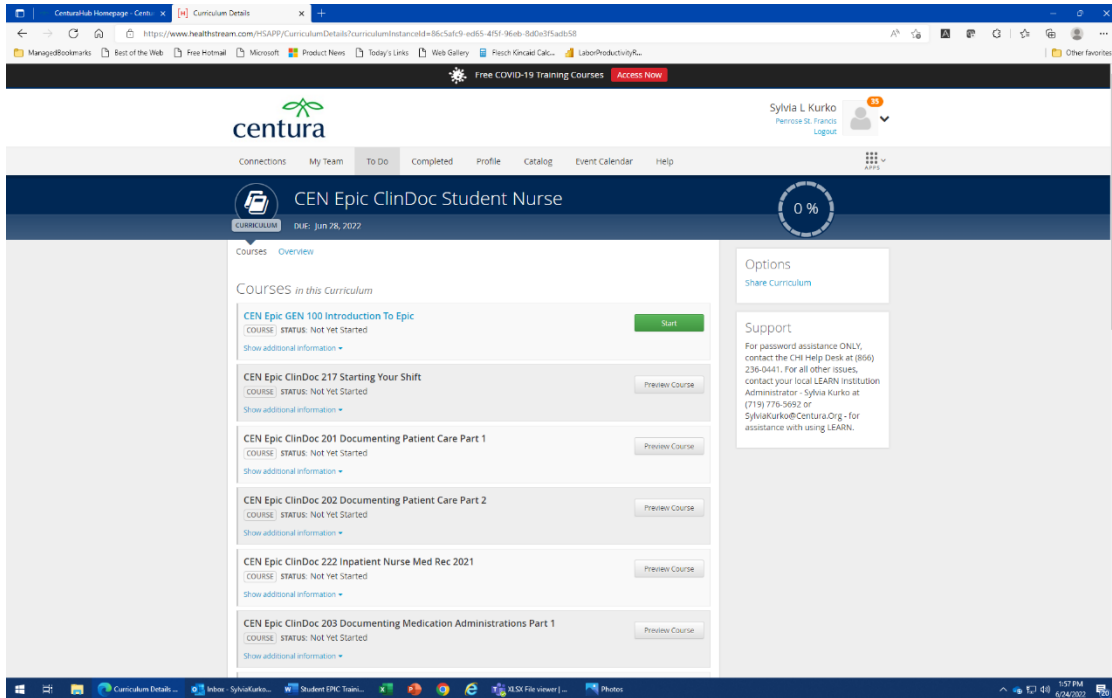 CenturaHub Homepage - Centu
Curriculum Details
https://www.healthstream.com/HSAPP/CurriculumDetails?curriculumInstanceId=86c5afc9-ed65-4f5f-96eb-8d0e3f5adb58
ManagedBookmarks Best of the Web Free Hotmail Microsoft Product News Today's Links Web Gallery Flesch Kincaid Calc... LaborProductivityR... Other favorites
Free COVID-19 Training Courses Access Now
centura
Sylvia L Kurko
Penrose St. Francis
Logout
35
Connections My Team To Do Completed Profile Catalog Event Calendar Help
APPS
CEN Epic ClinDoc Student Nurse
CURRICULUM DUE: Jun 28, 2022
0 %
Courses Overview
Courses in this Curriculum
CEN Epic GEN 100 Introduction To Epic
COURSE STATUS: Not Yet Started
Show additional information
Start
CEN Epic ClinDoc 217 Starting Your Shift
COURSE STATUS: Not Yet Started
Show additional information
Preview Course
CEN Epic ClinDoc 201 Documenting Patient Care Part 1
COURSE STATUS: Not Yet Started
Show additional information
Preview Course
CEN Epic ClinDoc 202 Documenting Patient Care Part 2
COURSE STATUS: Not Yet Started
Show additional information
Preview Course
CEN Epic ClinDoc 222 Inpatient Nurse Med Rec 2021
COURSE STATUS: Not Yet Started
Show additional information
Preview Course
CEN Epic ClinDoc 203 Documenting Medication Administrations Part 1
COURSE STATUS: Not Yet Started
Show additional information
Preview Course
Options
Share Curriculum
Support
For password assistance ONLY,
contact the CHI Help Desk at (866)
236-0441. For all other issues,
contact your local LEARN Institution
Administrator - Sylvia Kurko at
(719) 776-5692 or
SylviaKurko@Centura.Org - for
assistance with using LEARN.
Curriculum Details ... Inbox - SylviaKurko... Student EPIC Traini... XLSX File viewer | ... Photos
1:57 PM
6/24/2022